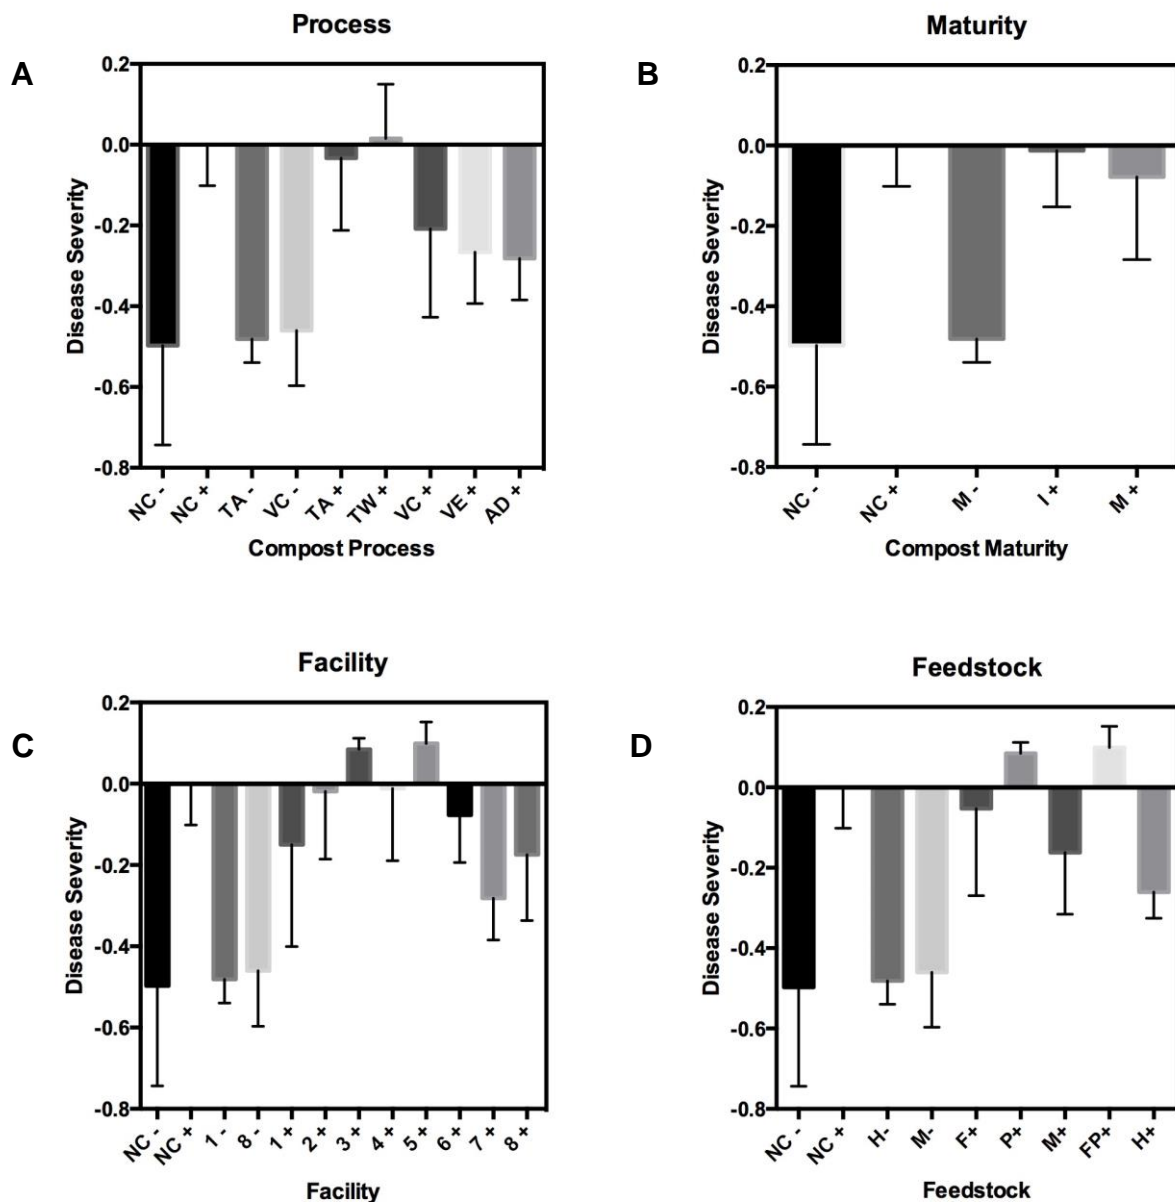 Process
A
0.2
0.0
-0.2
-0.4
-0.6
-0.8
Disease Severity
NC - NC + TA - VC - TA + TW + VC + VE + AD +
Compost Process
Maturity
B
0.2
0.0
-0.2
-0.4
-0.6
-0.8
Disease Severity
NC - NC + M - I + M +
Compost Maturity
Facility
C
0.2
0.0
-0.2
-0.4
-0.6
-0.8
Disease Severity
NC - NC + 1 - 8 - 1 + 2 + 3 + 4 + 5 + 6 + 7 + 8 +
Facility
Feedstock
D
0.2
0.0
-0.2
-0.4
-0.6
-0.8
Disease Severity
NC - NC + H- M- F+ P+ M+ FP+ H+
Feedstock